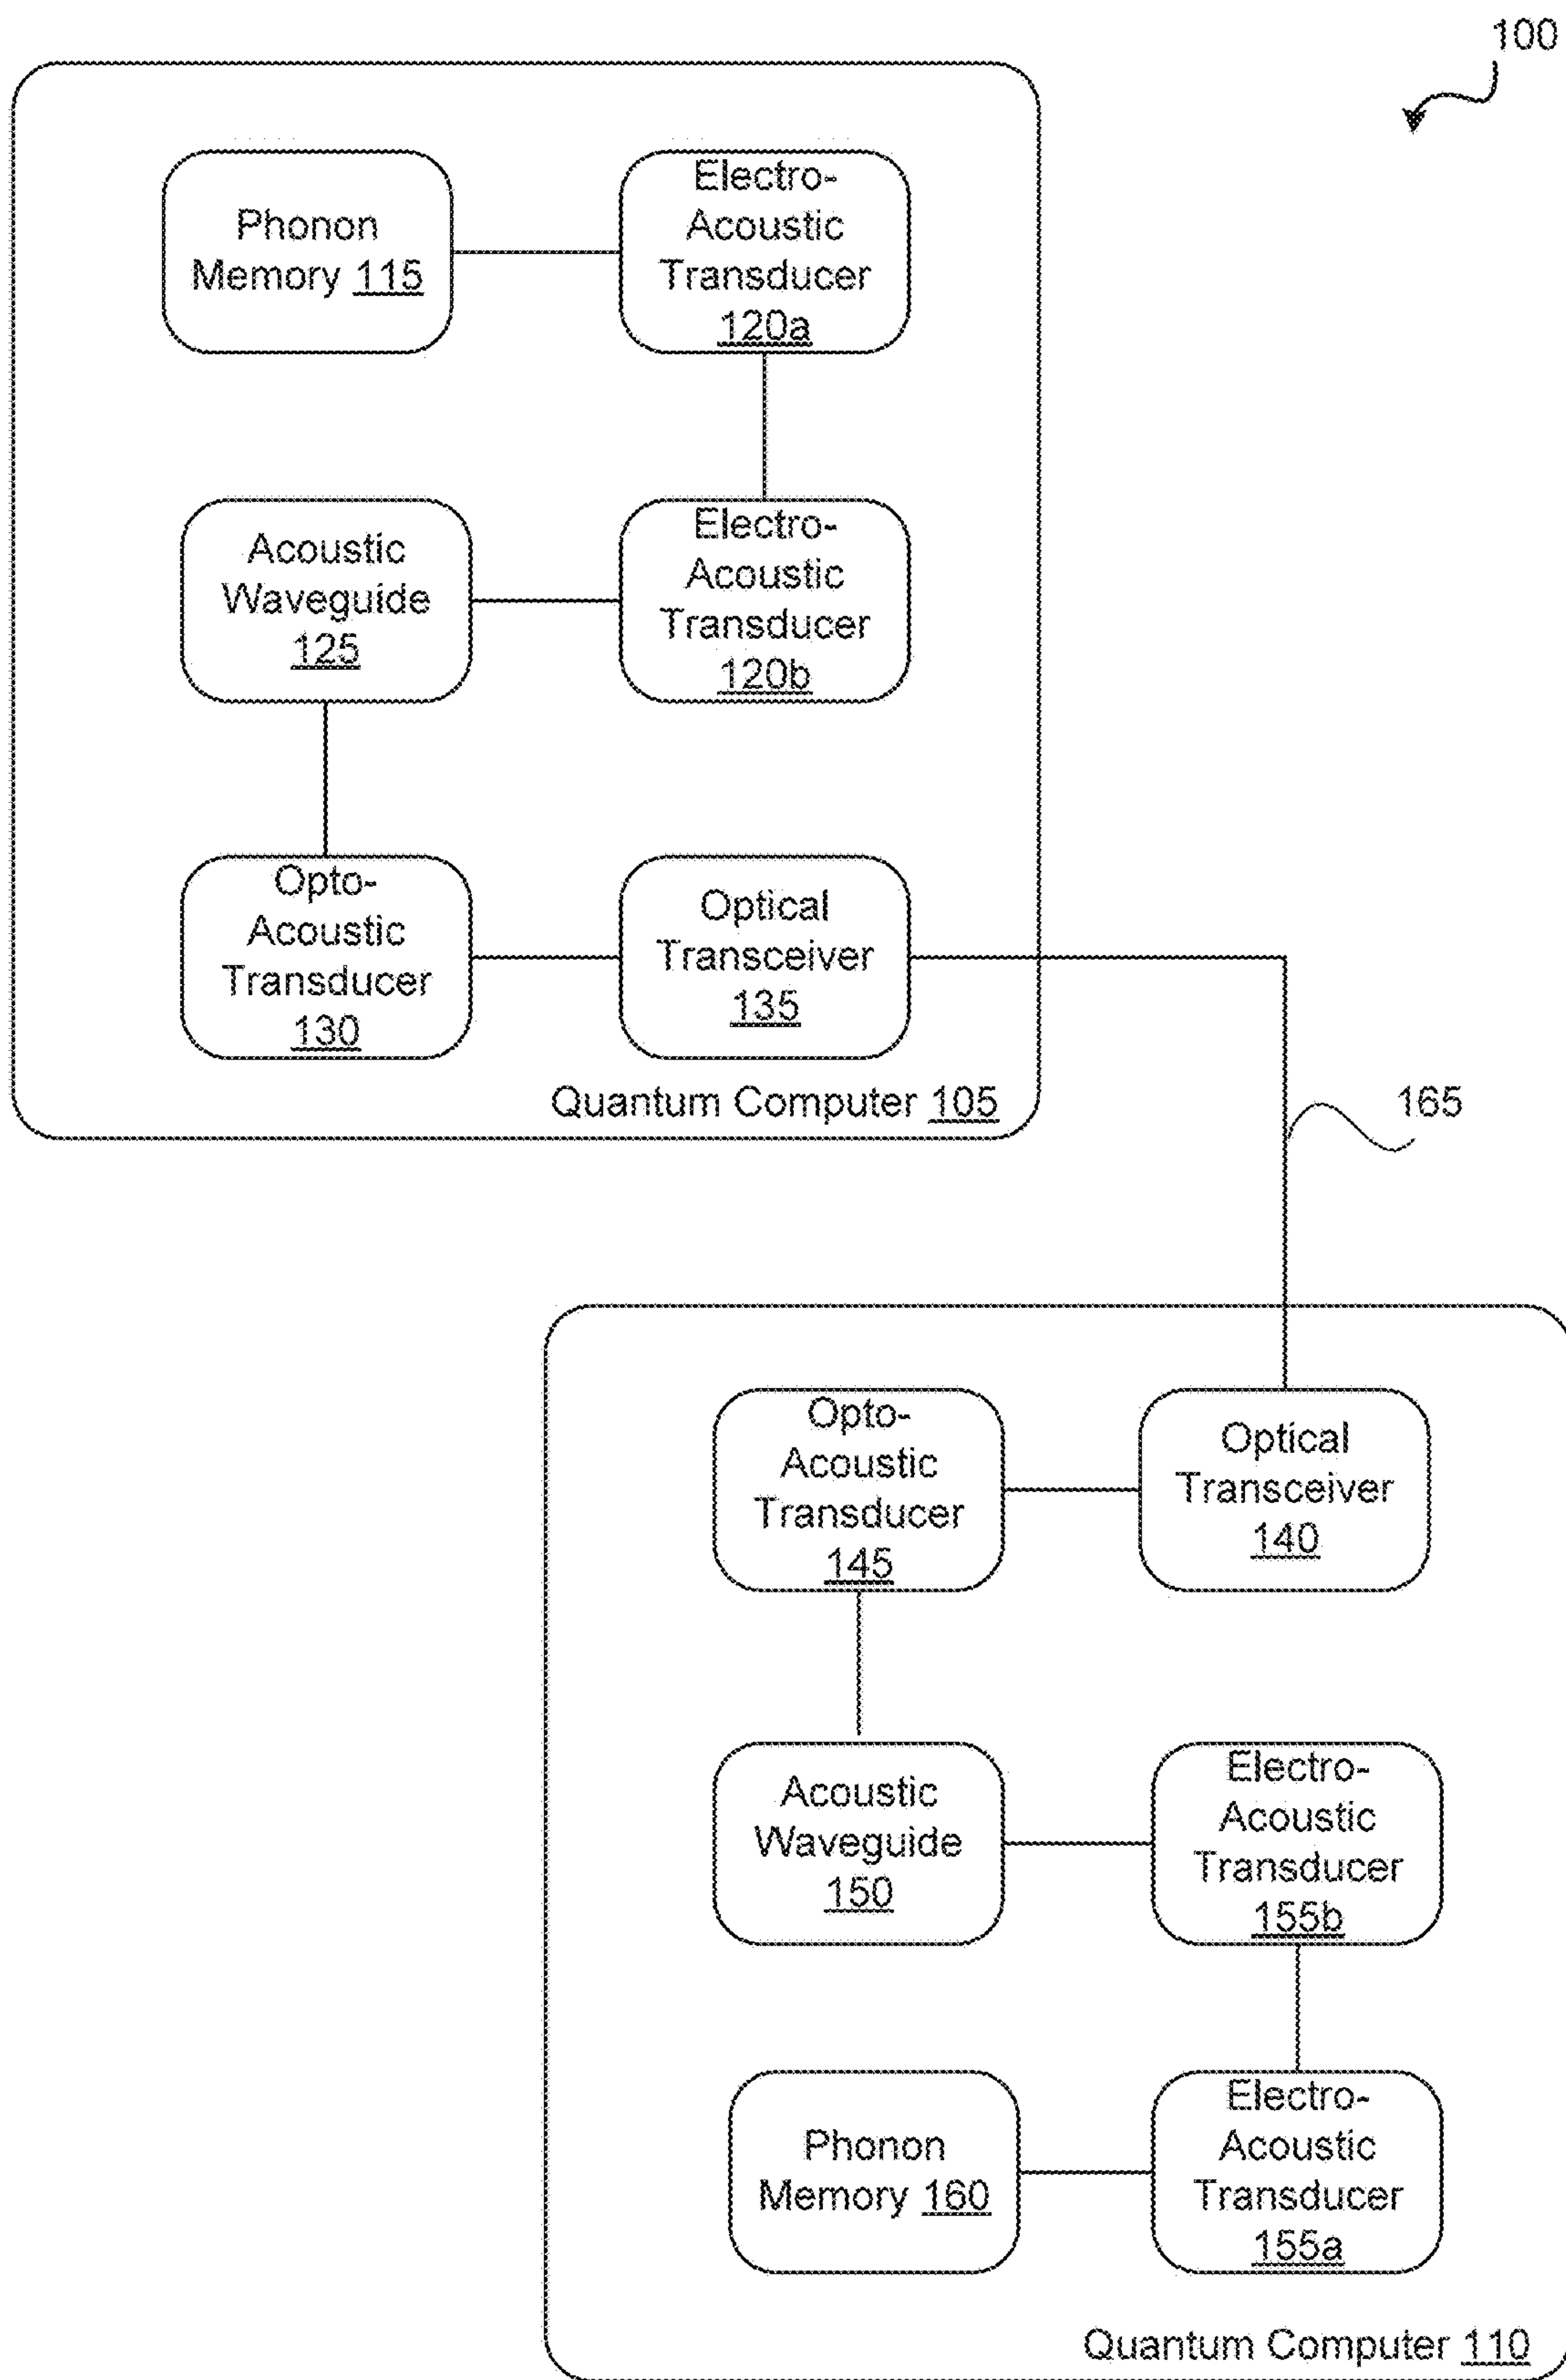 100
Phonon
Memory 115
Electro-
Acoustic
Transducer
120a
Acoustic
Waveguide
125
Electro-
Acoustic
Transducer
120b
Opto-
Acoustic
Transducer
130
Optical
Transceiver
135
Quantum Computer 105
165
Opto-
Acoustic
Transducer
145
Optical
Transceiver
140
Acoustic
Waveguide
150
Electro-
Acoustic
Transducer
155b
Phonon
Memory 160
Electro-
Acoustic
Transducer
155a
Quantum Computer 110